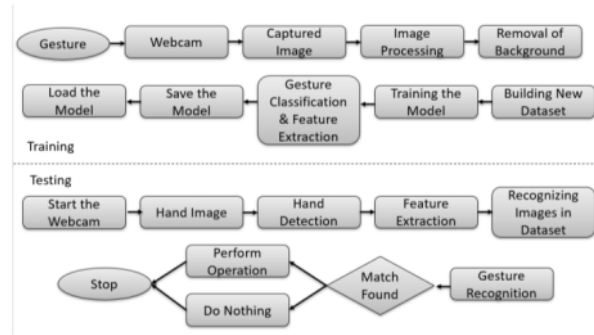 Gesture
Webcam
Captured
Image
Image
Processing
Removal of
Background
Load the
Model
Save the
Model
Gesture
Classification
& Feature
Extraction
Training the
Model
Building New
Dataset
Training
Testing
Start the
Webcam
Hand Image
Hand
Detection
Feature
Extraction
Recognizing
Images in
Dataset
Perform
Operation
Stop
Do Nothing
Match
Found
Gesture
Recognition